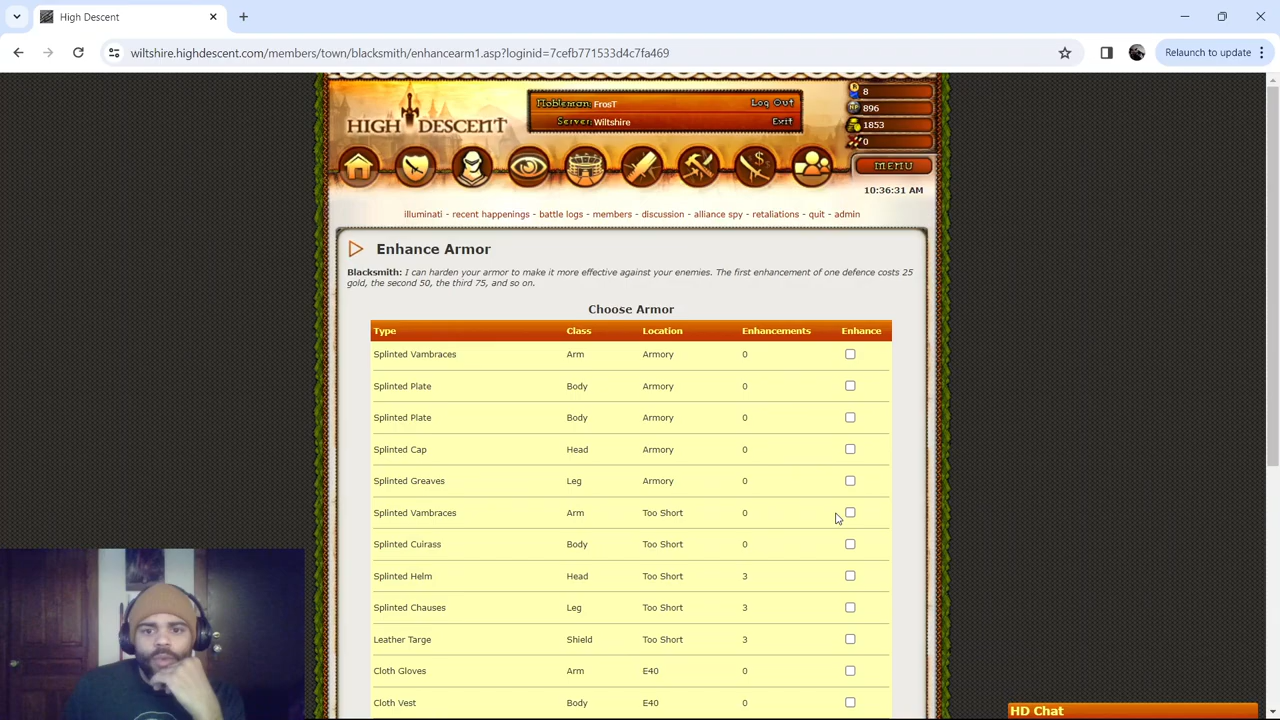 High Descent
wiltshire.highdescent.com/members/town/blacksmith/enhancearm1.asp?loginid=7cefb771533d4c7fa469
Relaunch to update
HIGH DESCENT
Nobleman: FrosT
Log Out
Server: Wiltshire
Exit
8
896
1853
0
MENU
10:36:31 AM
illuminati - recent happenings - battle logs - members - discussion - alliance spy - retaliations - quit - admin
Enhance Armor
Blacksmith: I can harden your armor to make it more effective against your enemies. The first enhancement of one defence costs 25
gold, the second 50, the third 75, and so on.
Choose Armor
Type Class Location Enhancements Enhance
Splinted Vambraces Arm Armory 0
Splinted Plate Body Armory 0
Splinted Plate Body Armory 0
Splinted Cap Head Armory 0
Splinted Greaves Leg Armory 0
Splinted Vambraces Arm Too Short 0
Splinted Cuirass Body Too Short 0
Splinted Helm Head Too Short 3
Splinted Chauses Leg Too Short 3
Leather Targe Shield Too Short 3
Cloth Gloves Arm E40 0
Cloth Vest Body E40 0
HD Chat